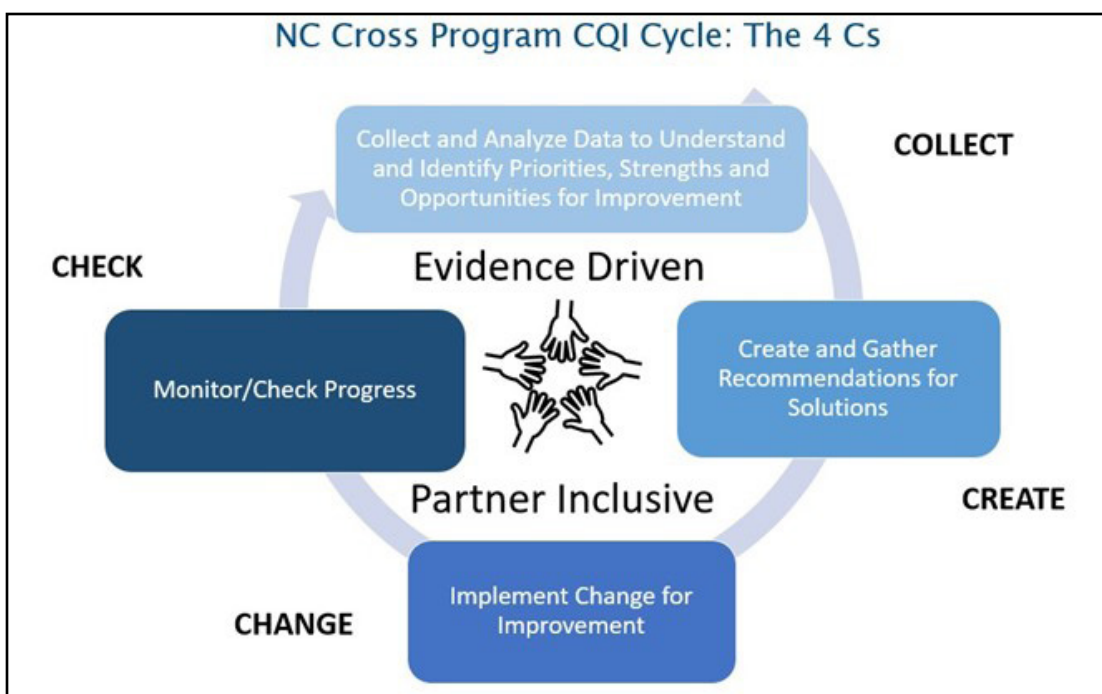 NC Cross Program CQI Cycle: The 4 Cs
Collect and Analyze Data to Understand
and Identify Priorities, Strengths and
Opportunities for Improvement
COLLECT
CHECK
Evidence Driven
Create and Gather
Recommendations for
Solutions
Monitor/Check Progress
Partner Inclusive
CREATE
Implement Change for
Improvement
CHANGE